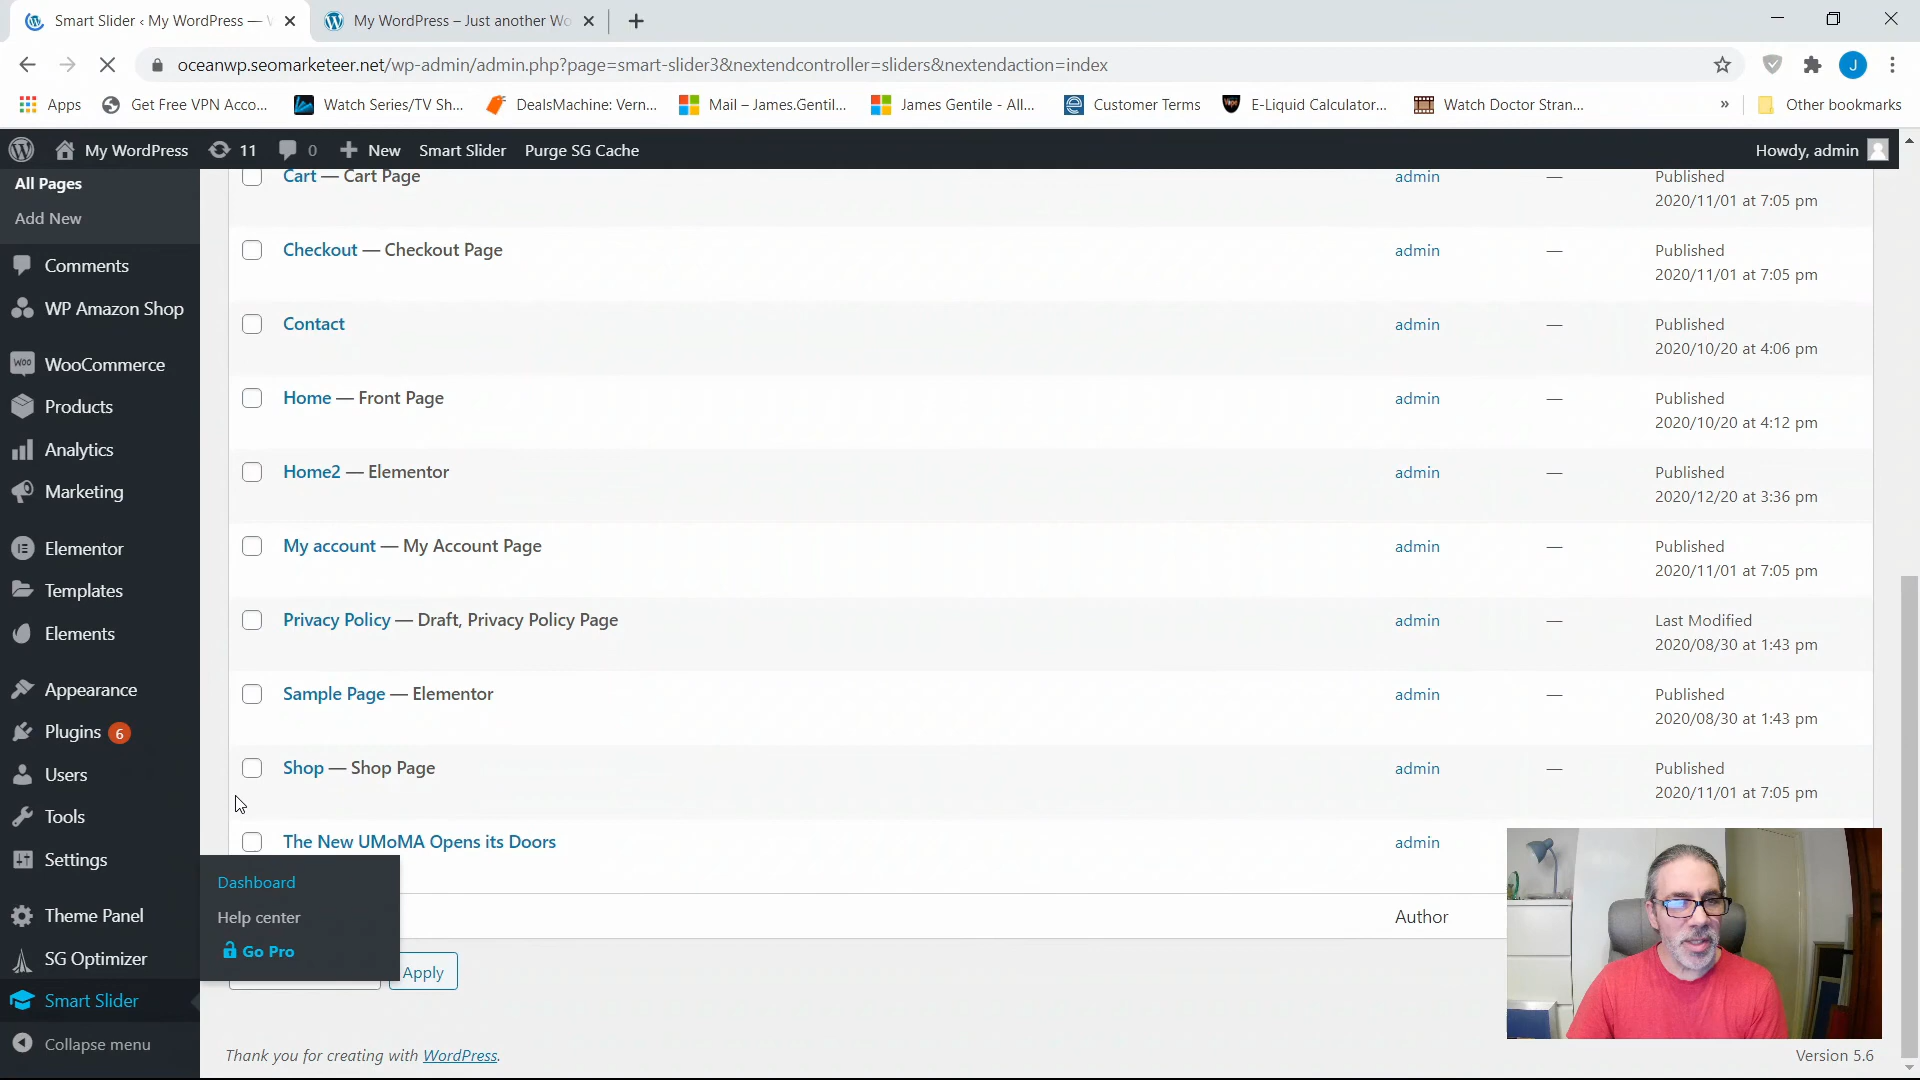 Smart Slider ‹ My WordPress —
My WordPress – Just another Wo
oceanwp.seomarketeer.net/wp-admin/admin.php?page=smart-slider3&nextendcontroller=sliders&nextendaction=index
J
Apps
Get Free VPN Acco...
Watch Series/TV Sh...
DealsMachine: Vern...
Mail – James.Gentil...
James Gentile - All...
Customer Terms
E-Liquid Calculator...
Watch Doctor Stran...
»
Other bookmarks
My WordPress
11
0
New
Smart Slider
Purge SG Cache
Howdy, admin
All Pages
Add New
Comments
WP Amazon Shop
WooCommerce
Products
Analytics
Marketing
Elementor
Templates
Elements
Appearance
Plugins 6
Users
Tools
Settings
Theme Panel
SG Optimizer
Smart Slider
Collapse menu
Dashboard
Help center
Go Pro
Cart — Cart Page
admin
—
Published
2020/11/01 at 7:05 pm
Checkout — Checkout Page
admin
—
Published
2020/11/01 at 7:05 pm
Contact
admin
—
Published
2020/10/20 at 4:06 pm
Home — Front Page
admin
—
Published
2020/10/20 at 4:12 pm
Home2 — Elementor
admin
—
Published
2020/12/20 at 3:36 pm
My account — My Account Page
admin
—
Published
2020/11/01 at 7:05 pm
Privacy Policy — Draft, Privacy Policy Page
admin
—
Last Modified
2020/08/30 at 1:43 pm
Sample Page — Elementor
admin
—
Published
2020/08/30 at 1:43 pm
Shop — Shop Page
admin
—
Published
2020/11/01 at 7:05 pm
The New UMoMA Opens its Doors
admin
Author
Apply
Thank you for creating with WordPress.
Version 5.6